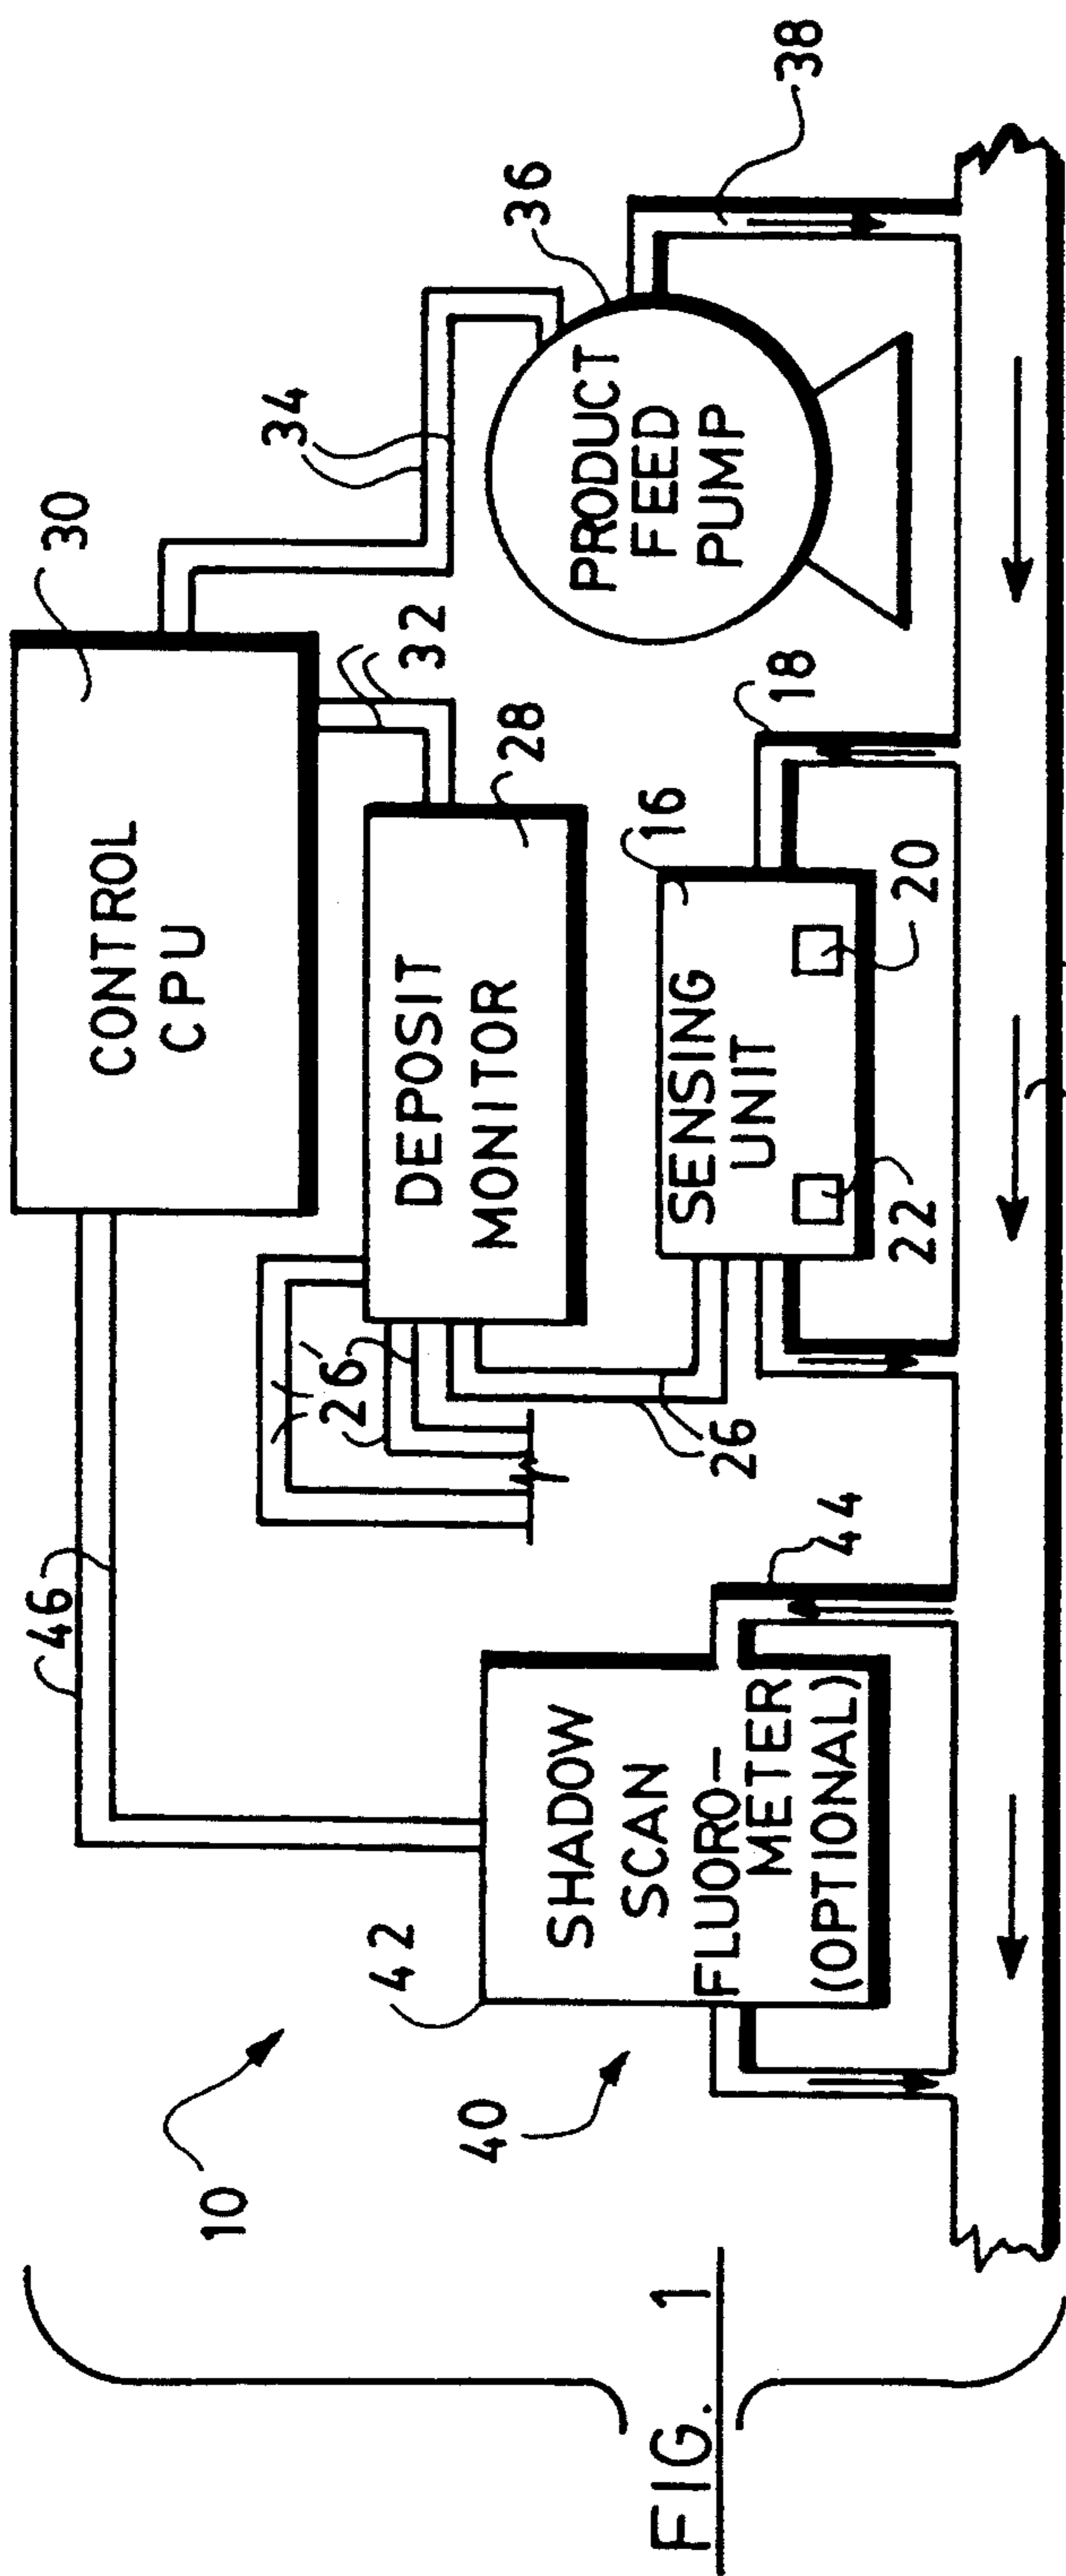 30
CONTROL
CPU
46
34
32
DEPOSIT
MONITOR
28
26
26
36
PRODUCT
FEED
PUMP
38
10
42
40
SHADOW
SCAN
FLUORO-
METER
(OPTIONAL)
44
SENSING
UNIT
16
18
20
22
FIG. 1